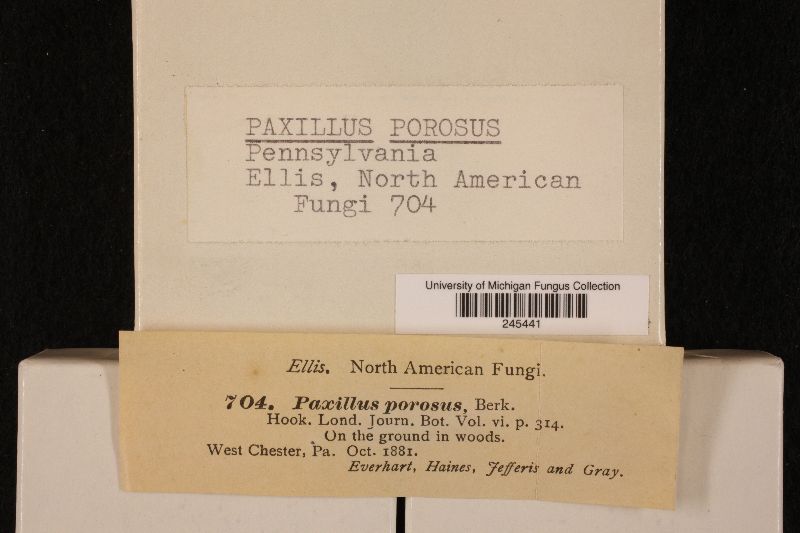 PAXILLUS POROSUS
Pennsylvania
Ellis, North American
Fungi 704
University of Michigan Fungus Collection
245441
Ellis. North American Fungi.
704. Paxillus porosus, Berk.
Hook. Lond. Journ. Bot. Vol. vi. p. 314.
On the ground in woods.
West Chester, Pa. Oct. 1881.
Everhart, Haines, Jefferis and Gray.